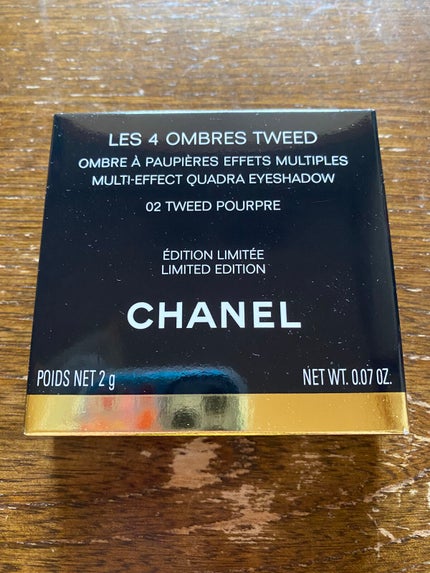 LES 4 OMBRES TWEED
OMBRE À PAUPIÈRES EFFETS MULTIPLES
MULTI-EFFECT QUADRA EYESHADOW
02 TWEED POURPRE
ÉDITION LIMITÉE
LIMITED EDITION
CHANEL
POIDS NET 2 g NET WT. 0.07 OZ.